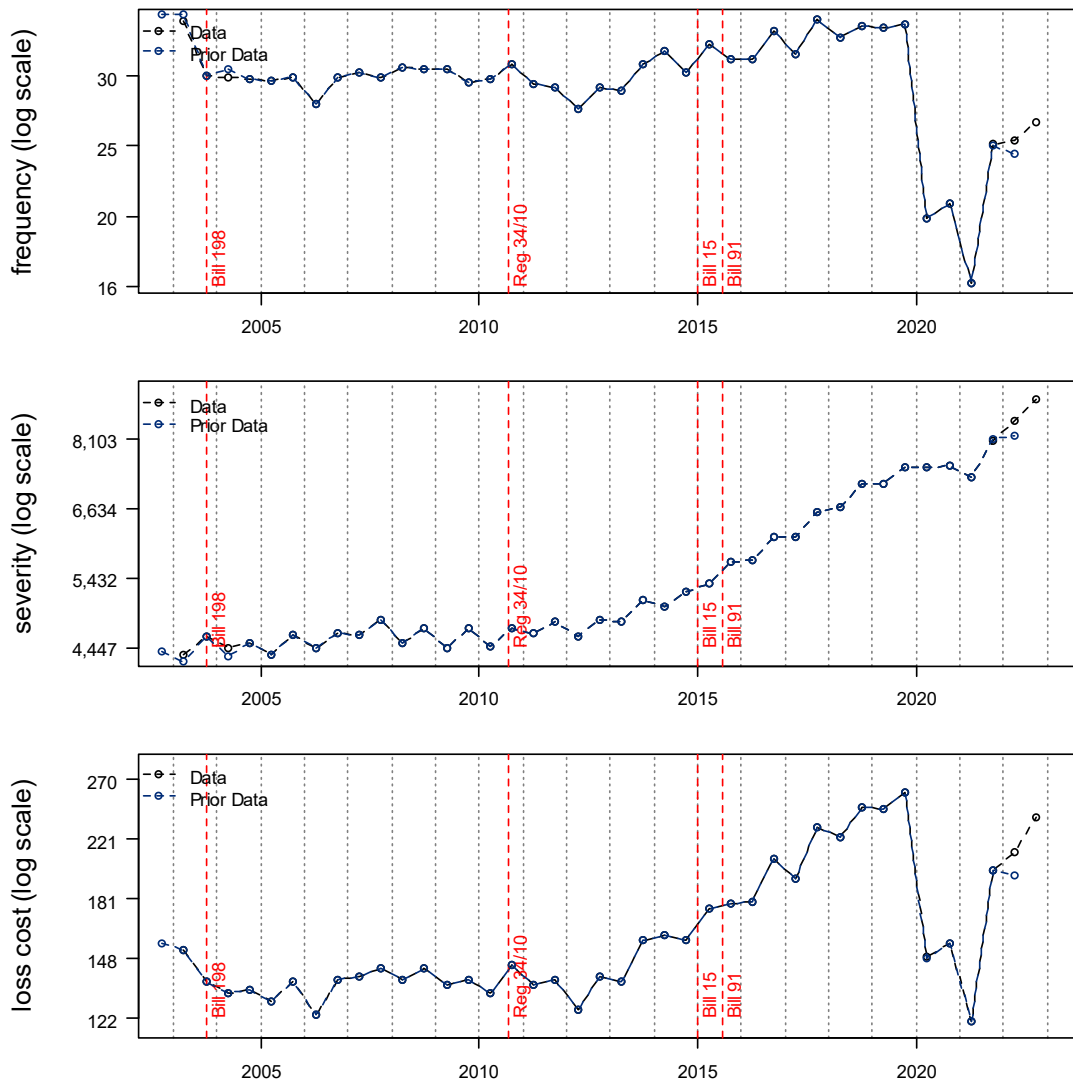 frequency (log scale)
30
25
20
16
Data
Prior Data
Bill 198
Reg 34/10
Bill 15
Bill 91
2005
2010
2015
2020
severity (log scale)
8,103
6,634
5,432
4,447
Data
Prior Data
Bill 198
Reg 34/10
Bill 15
Bill 91
2005
2010
2015
2020
loss cost (log scale)
270
221
181
148
122
Data
Prior Data
Bill 198
Reg 34/10
Bill 15
Bill 91
2005
2010
2015
2020